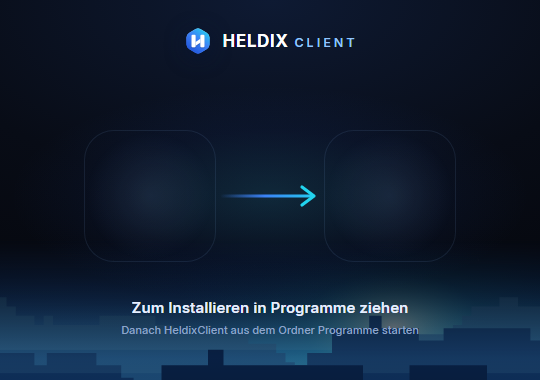 HELDIX CLIENT
Zum Installieren in Programme ziehen
Danach HeldixClient aus dem Ordner Programme starten